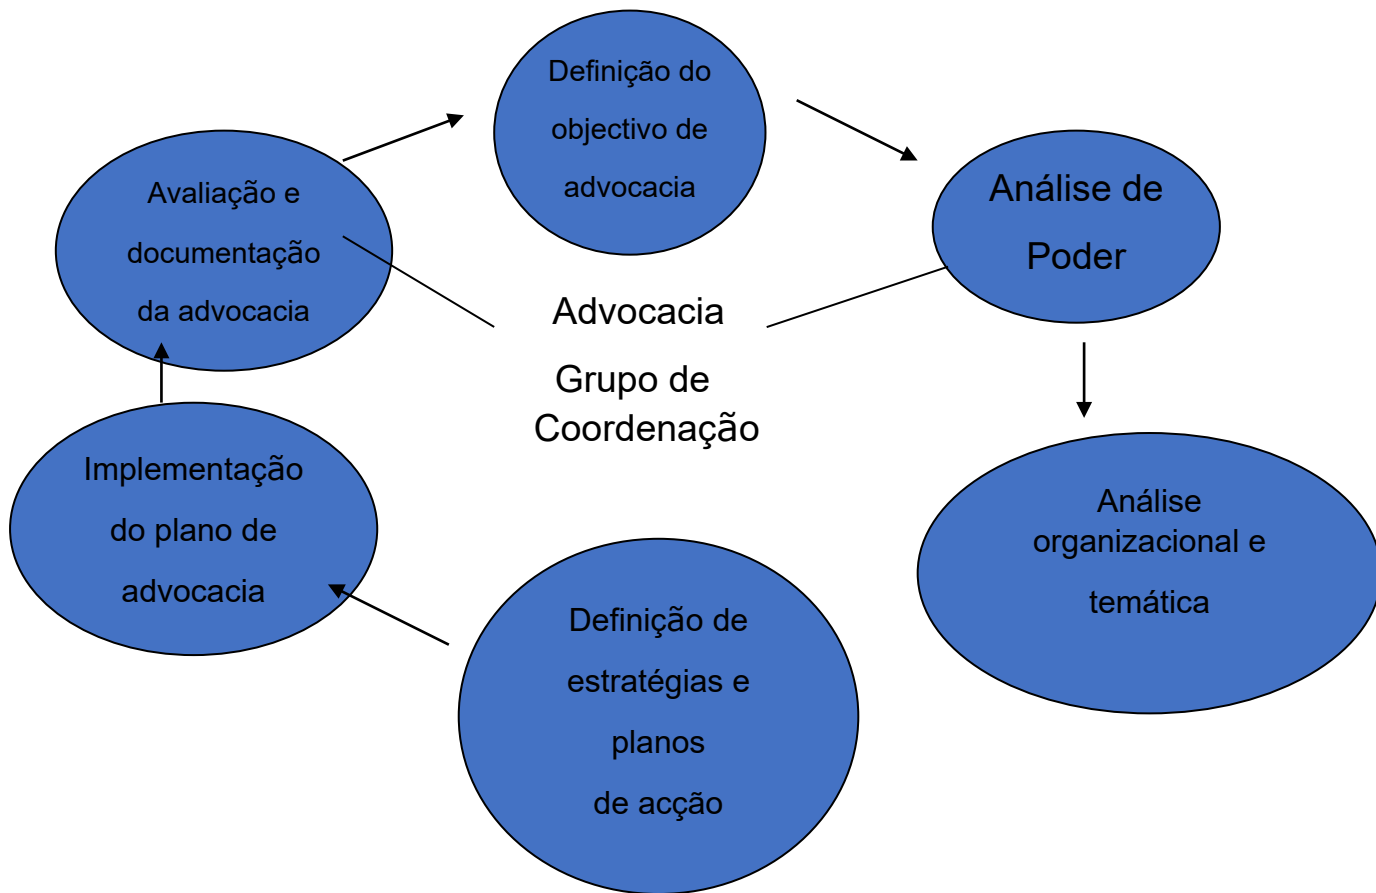 Definição do
objectivo de
advocacia
Análise de
Poder
Avaliação e
documentação
da advocacia
Advocacia
Grupo de
Coordenação
Implementação
do plano de
advocacia
Análise
organizacional e
temática
Definição de
estratégias e
planos
de acção